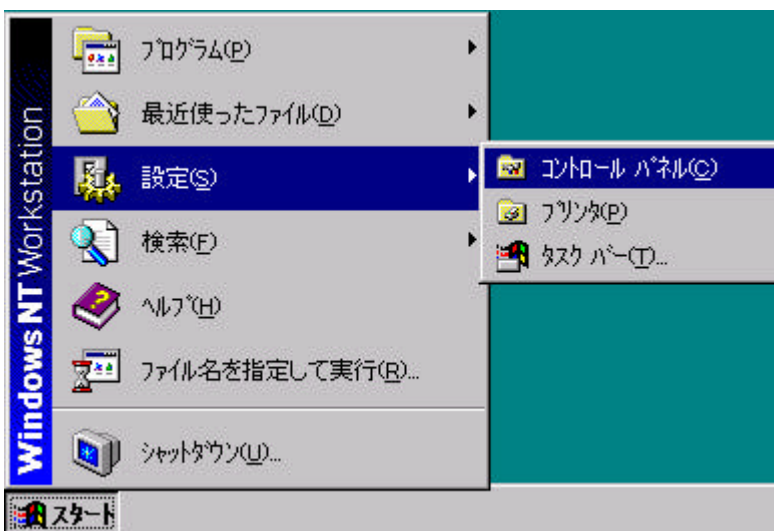 Windows NT Workstation
ﾌﾟﾛｸﾞﾗﾑ(P)
最近使ったﾌｧｲﾙ(D)
設定(S)
検索(F)
ﾍﾙﾌﾟ(H)
ﾌｧｲﾙ名を指定して実行(R)...
ｼｬｯﾄﾀﾞｳﾝ(U)...
ｺﾝﾄﾛｰﾙ ﾊﾟﾈﾙ(C)
ﾌﾟﾘﾝﾀ(P)
ﾀｽｸ ﾊﾞｰ(T)...
スタート